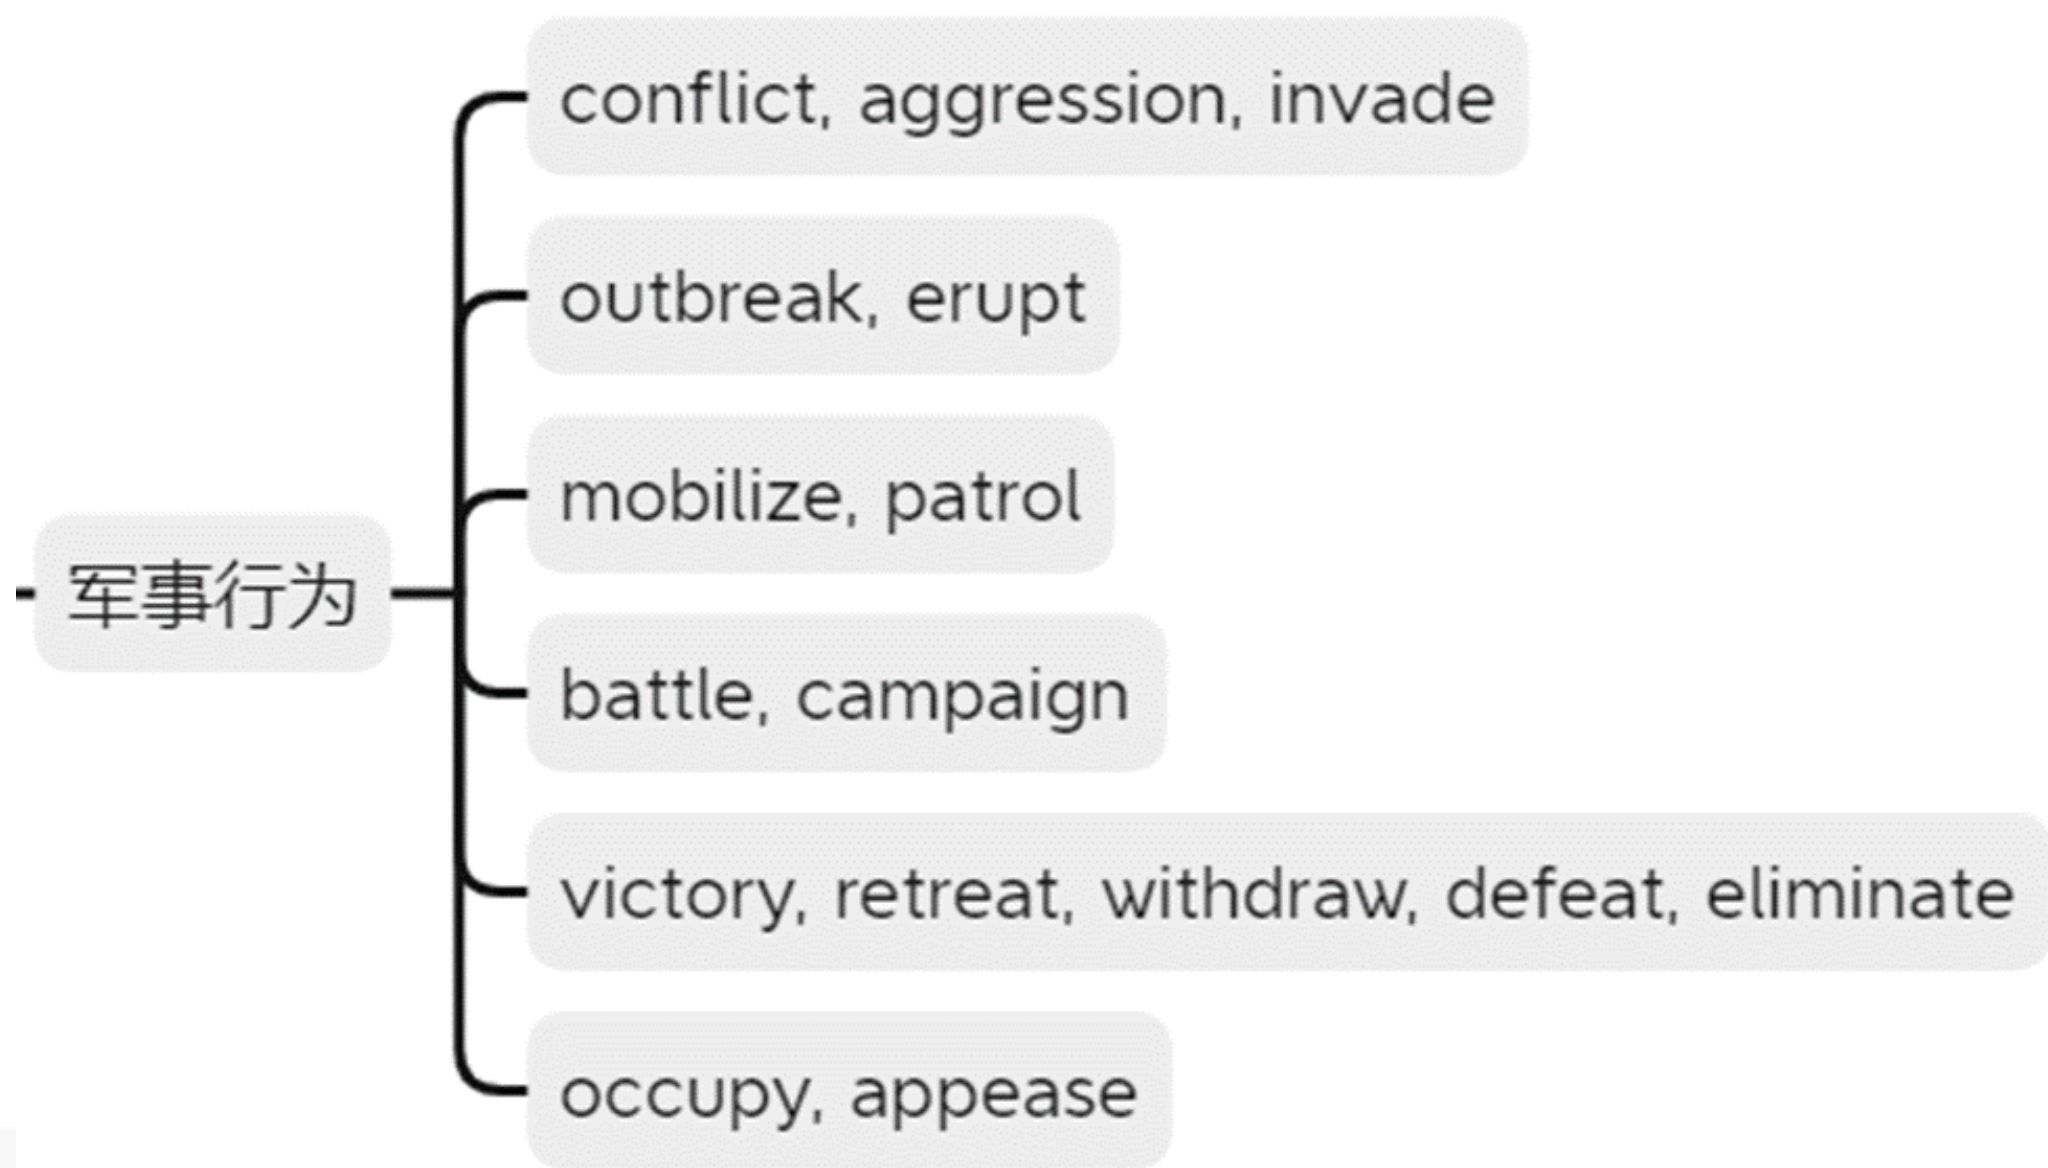 conflict, aggression, invade
outbreak, erupt
mobilize, patrol
军事行为
battle, campaign
victory, retreat, withdraw, defeat, eliminate
occupy, appease